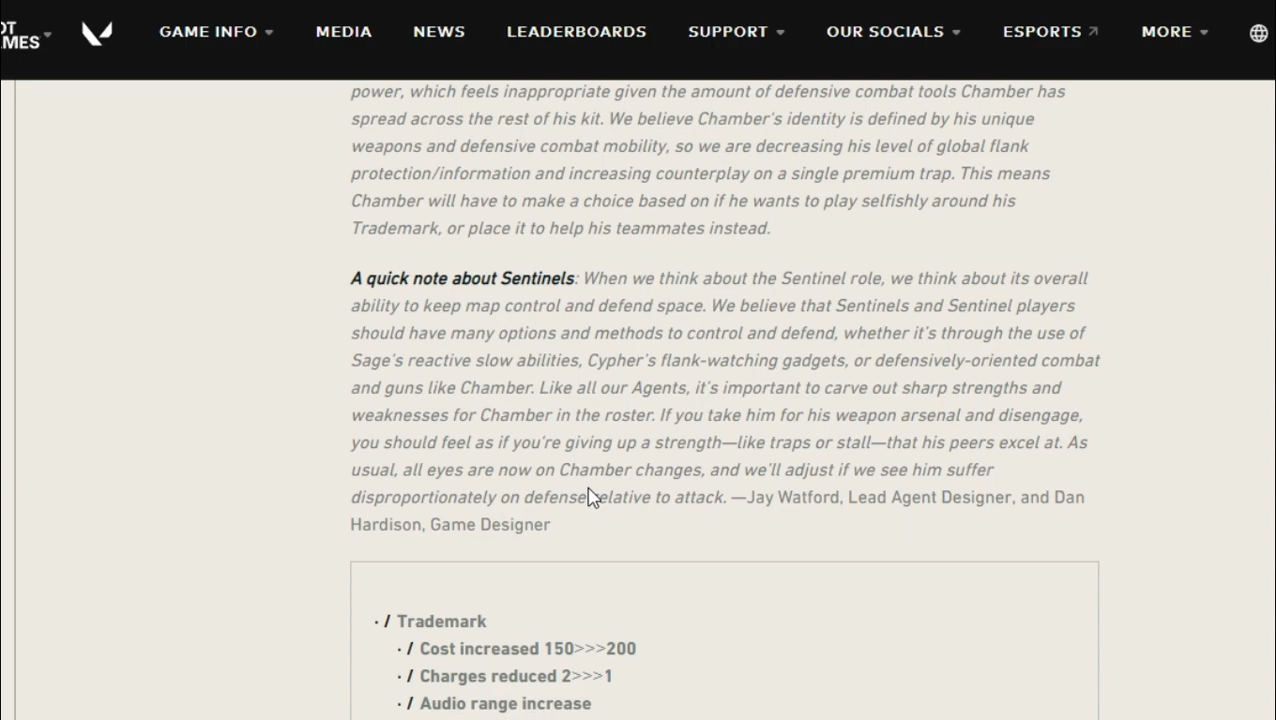 OT
MES
GAME INFO MEDIA NEWS LEADERBOARDS SUPPORT OUR SOCIALS ESPORTS MORE
power, which feels inappropriate given the amount of defensive combat tools Chamber has
spread across the rest of his kit. We believe Chamber's identity is defined by his unique
weapons and defensive combat mobility, so we are decreasing his level of global flank
protection/information and increasing counterplay on a single premium trap. This means
Chamber will have to make a choice based on if he wants to play selfishly around his
Trademark, or place it to help his teammates instead.
A quick note about Sentinels: When we think about the Sentinel role, we think about its overall
ability to keep map control and defend space. We believe that Sentinels and Sentinel players
should have many options and methods to control and defend, whether it's through the use of
Sage's reactive slow abilities, Cypher's flank-watching gadgets, or defensively-oriented combat
and guns like Chamber. Like all our Agents, it's important to carve out sharp strengths and
weaknesses for Chamber in the roster. If you take him for his weapon arsenal and disengage,
you should feel as if you're giving up a strength—like traps or stall—that his peers excel at. As
usual, all eyes are now on Chamber changes, and we'll adjust if we see him suffer
disproportionately on defense relative to attack. —Jay Watford, Lead Agent Designer, and Dan
Hardison, Game Designer
· / Trademark
· / Cost increased 150>>>200
· / Charges reduced 2>>>1
· / Audio range increase